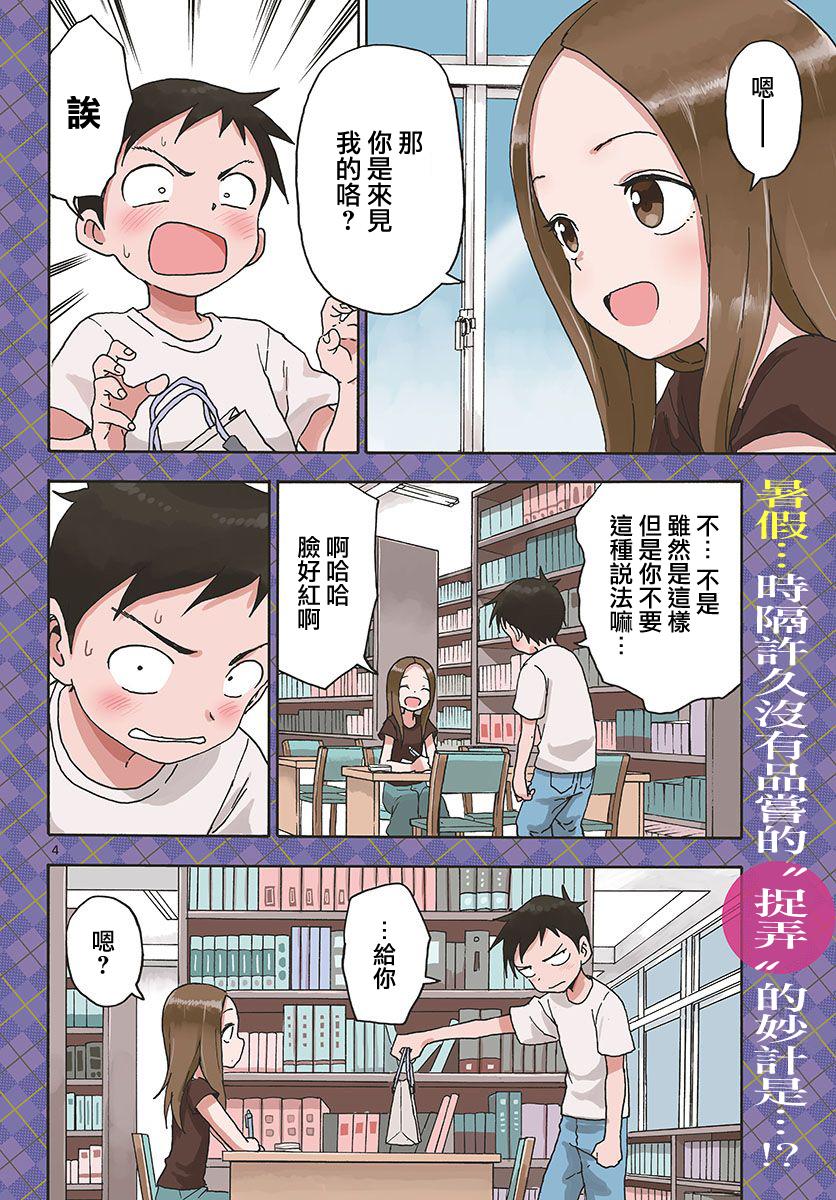 嗯──
那
你是來見
我的咯?
誒
不…不是
雖然是這樣
但是你不要
這種説法嘛…
啊哈哈
臉好紅啊
4
…給你
嗯?
暑假…時隔許久沒有品嘗的〝捉弄〟的妙計是…!?